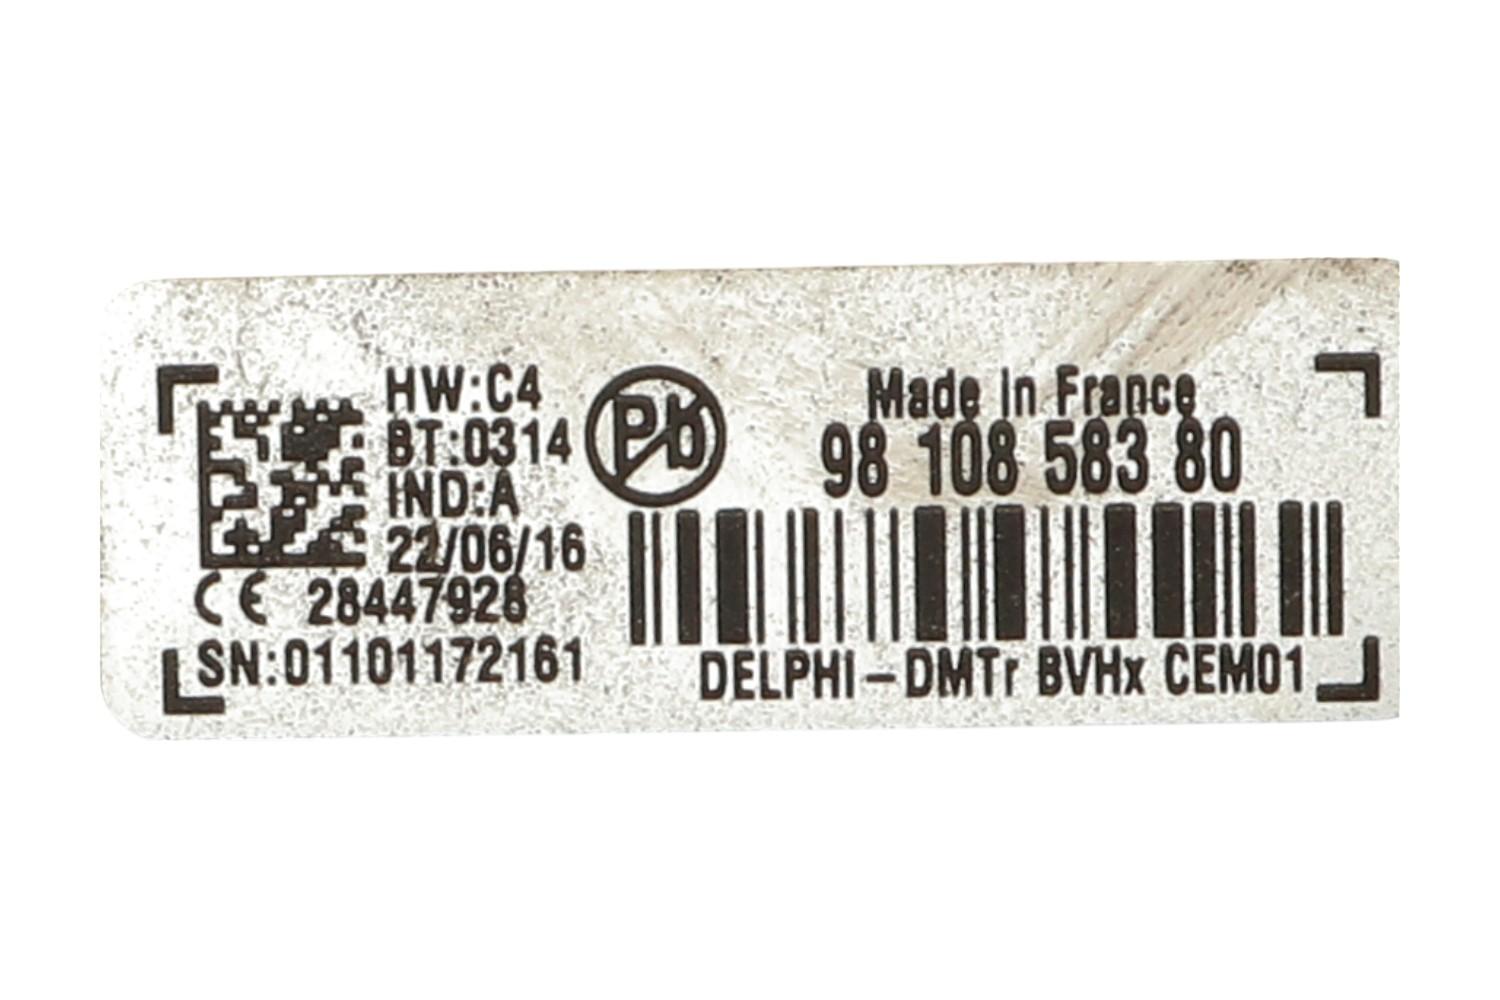 HW:C4
BT:0314
IND:A
22/06/16
CE 28447928
SN:01101172161
Pb
Made In France
98 108 583 80
DELPHI-DMTr BVHx CEM01